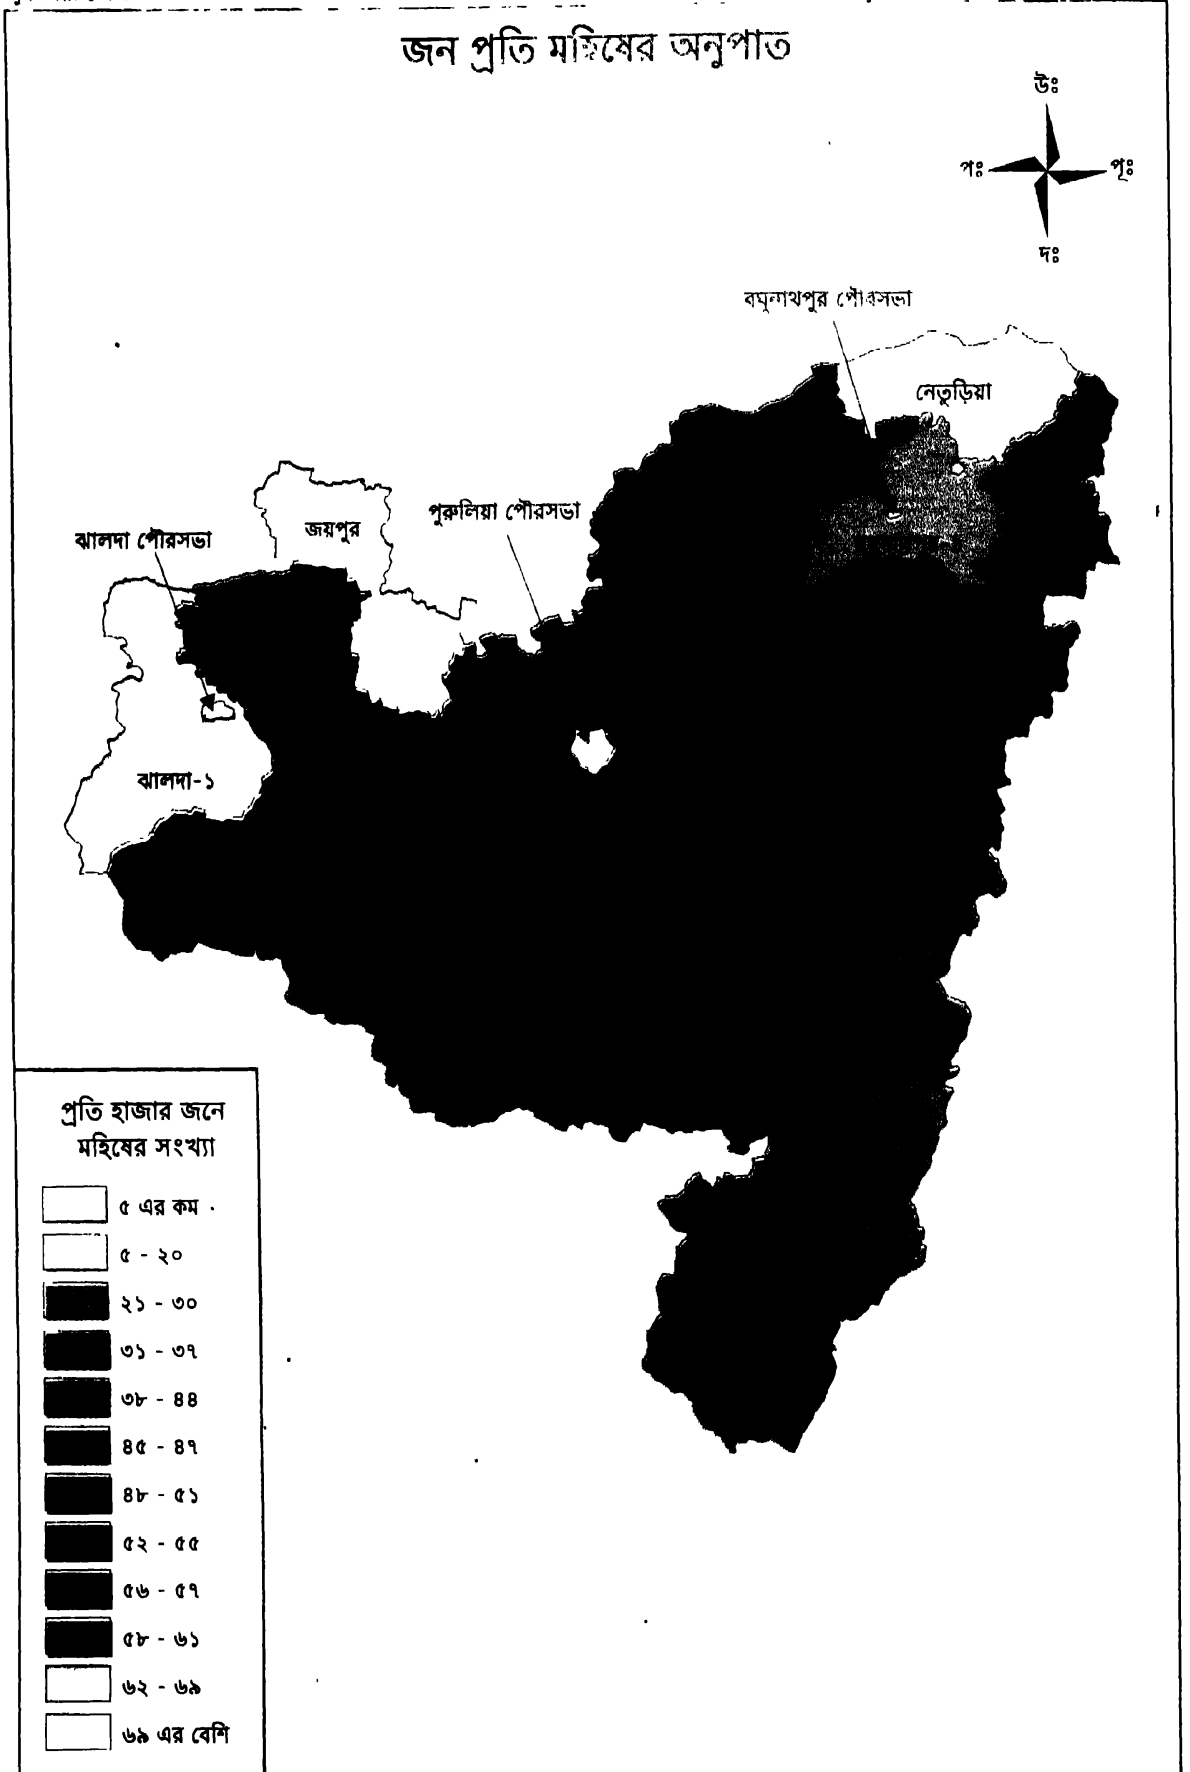 জন প্রতি মহিষের অনুপাত
উঃ
পঃ
পূঃ
দঃ
রঘুনাথপুর পৌরসভা
নেতুড়িয়া
জয়পুর
পুরুলিয়া পৌরসভা
ঝালদা পৌরসভা
ঝালদা-১
প্রতি হাজার জনে
মহিষের সংখ্যা
৫ এর কম
৫ - ২০
২১ - ৩০
৩১ - ৩৭
৩৮ - ৪৪
৪৫ - ৪৭
৪৮ - ৫১
৫২ - ৫৫
৫৬ - ৫৭
৫৮ - ৬১
৬২ - ৬৯
৬৯ এর বেশি